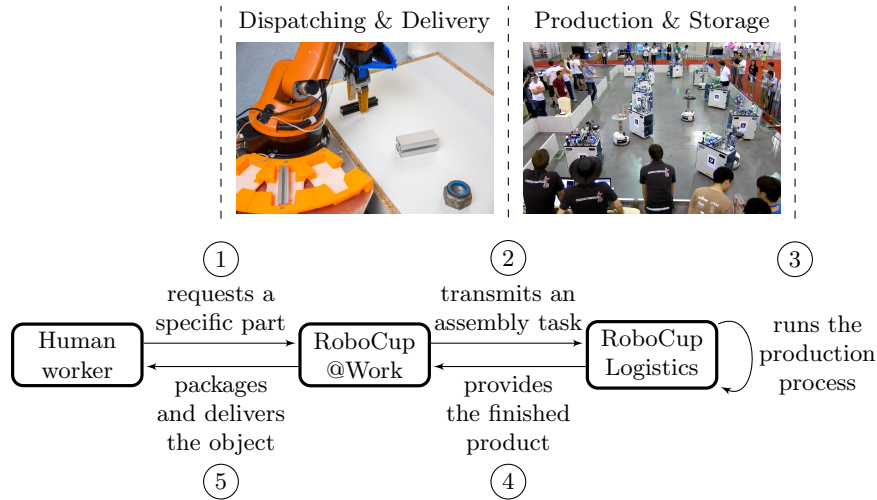 Dispatching & Delivery
Production & Storage
1
2
3
requests a
specific part
transmits an
assembly task
Human
worker
RoboCup
@Work
RoboCup
Logistics
runs the
production
process
packages
and delivers
the object
provides
the finished
product
5
4